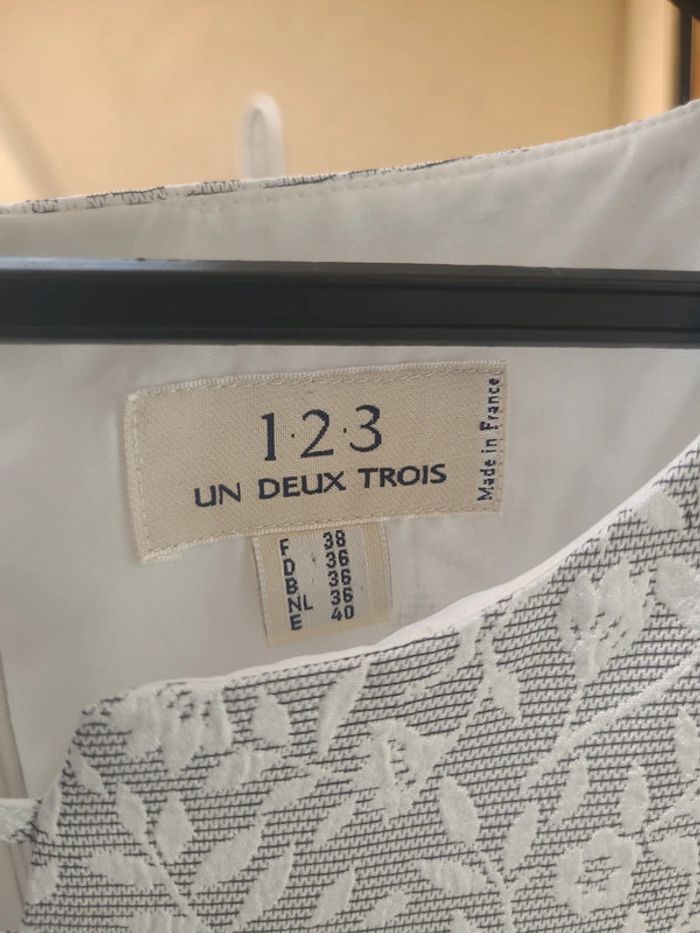 1·2·3
UN DEUX TROIS
Made in France
F 38
D 36
B 36
NL 36
E 40